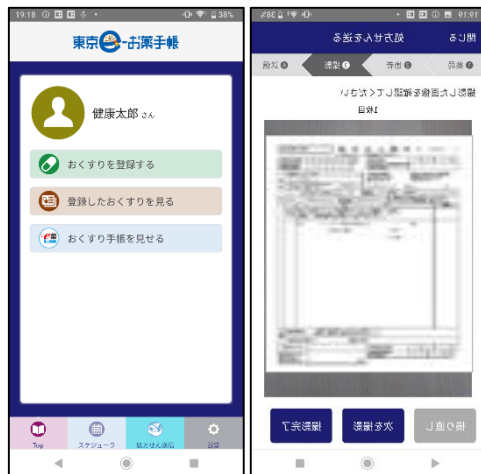 19:18
38%
東京e-お薬手帳
健康太郎 さん
おくすりを登録する
登録したおくすりを見る
おくすり手帳を見せる
Top
スケジューラ
処方せん送信
設定
19:19
38%
閉じる 処方せんを送る
撮影した画像を確認してください
1枚目
撮り直し 次を撮影 撮影完了